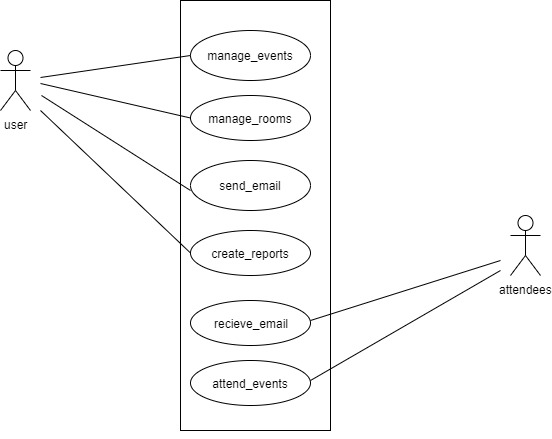 manage_events
manage_rooms
user
send_email
create_reports
attendees
recieve_email
attend_events